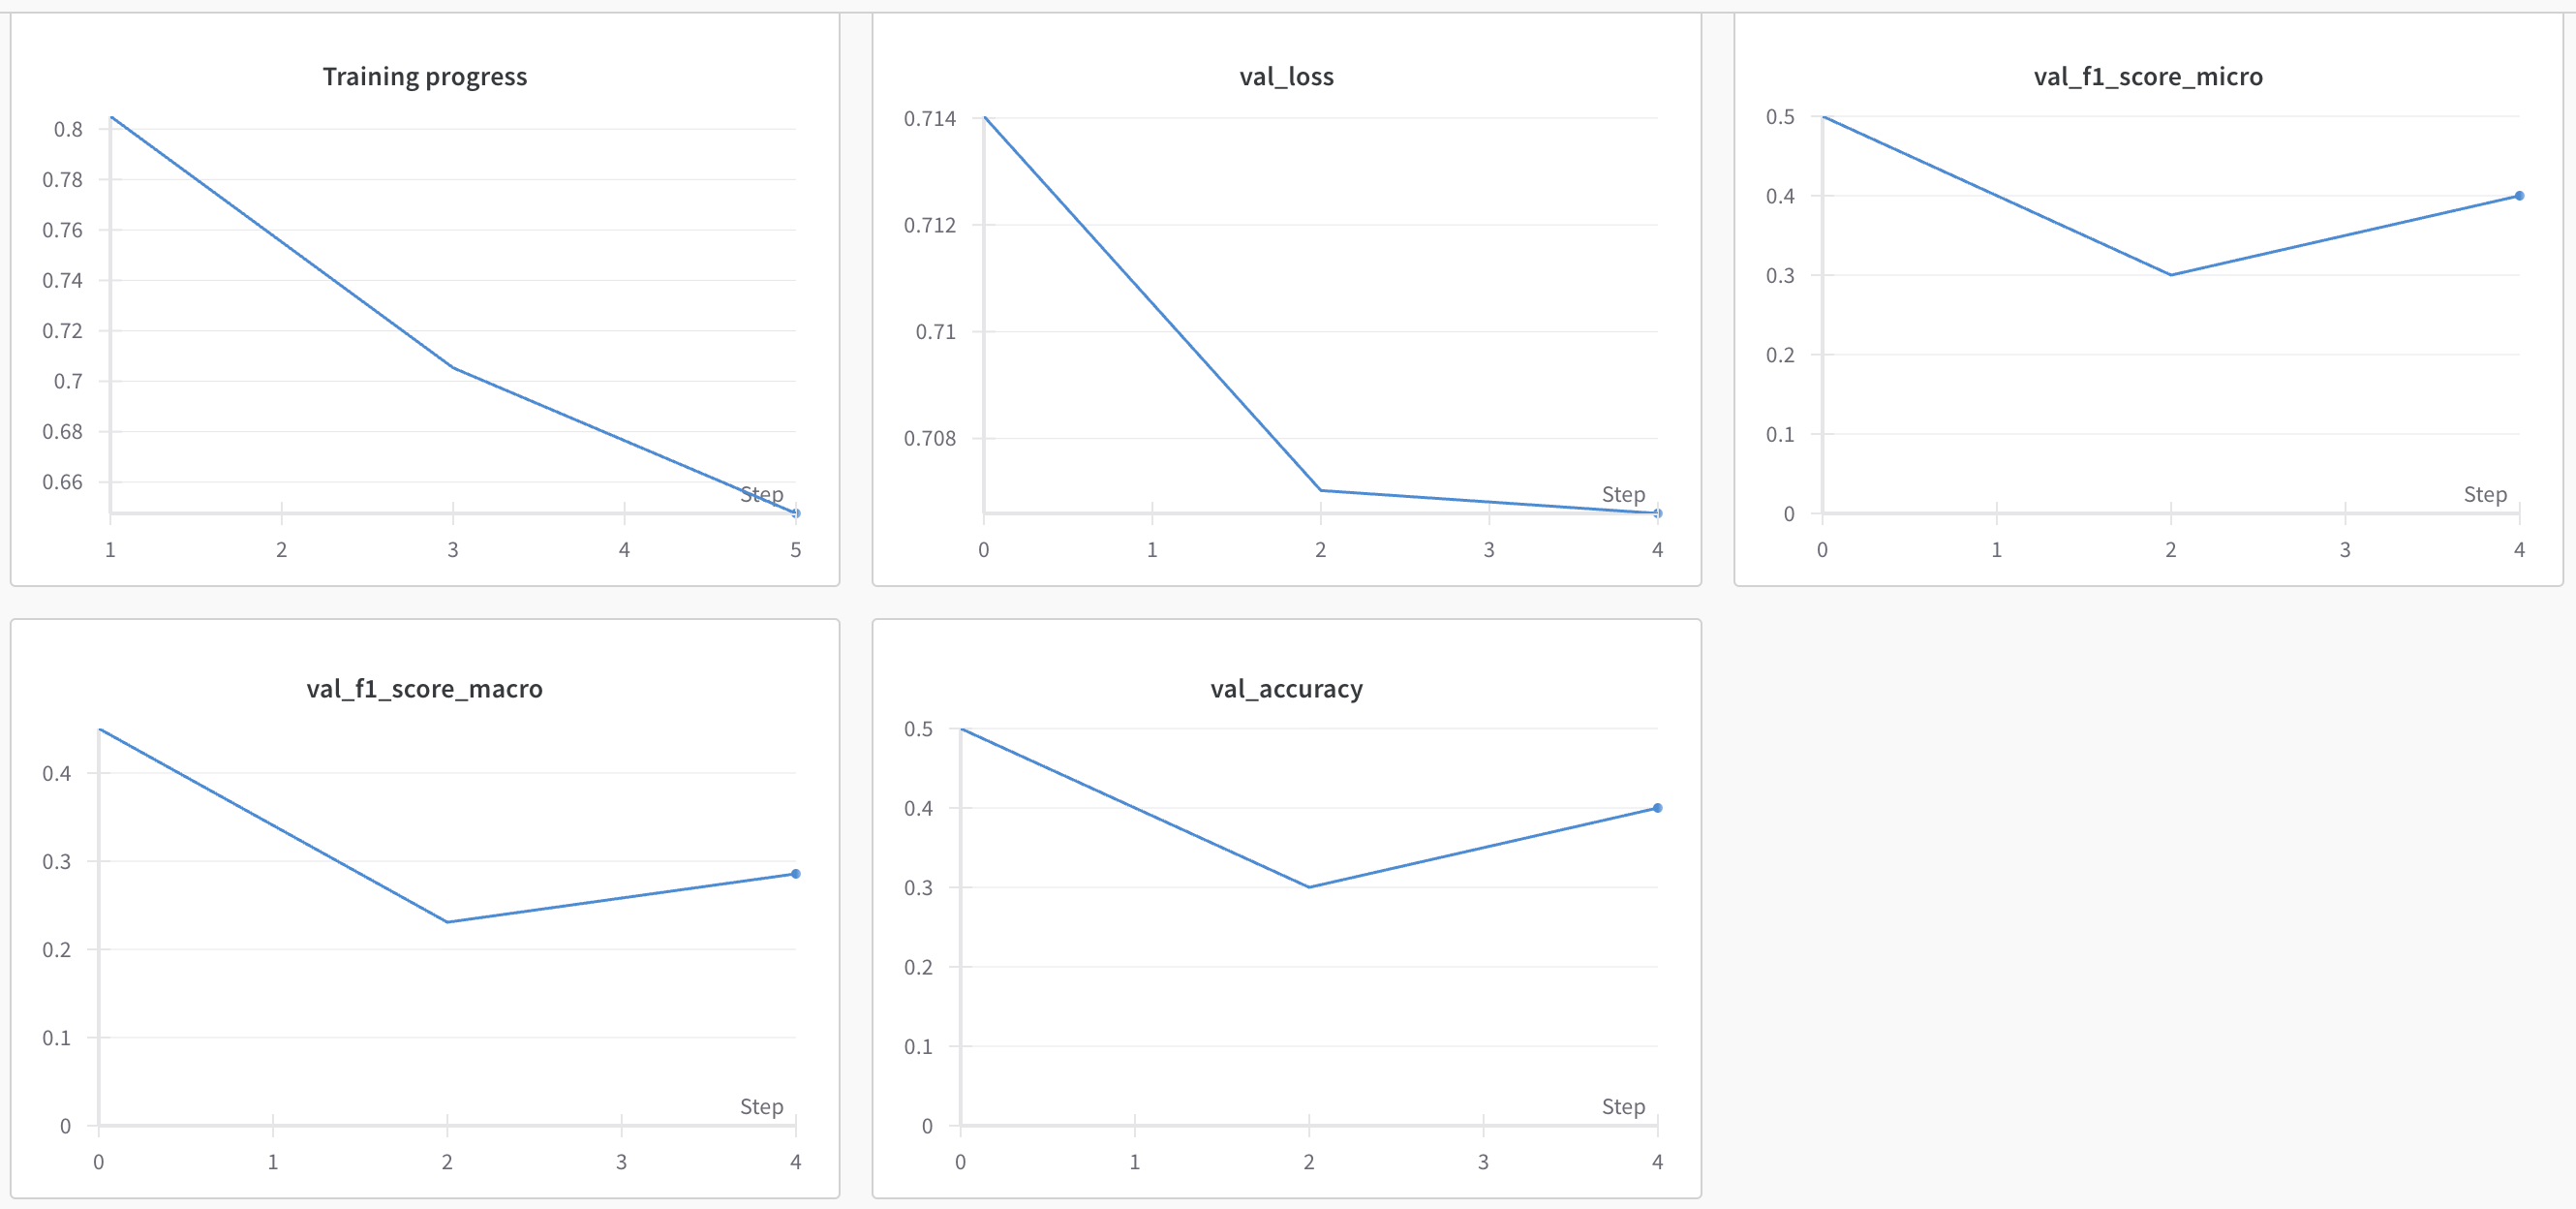 Training progress
0.8
0.78
0.76
0.74
0.72
0.7
0.68
0.66
Step
1 2 3 4 5
val_loss
0.714
0.712
0.71
0.708
Step
0 1 2 3 4
val_f1_score_micro
0.5
0.4
0.3
0.2
0.1
0
Step
0 1 2 3 4
val_f1_score_macro
0.4
0.3
0.2
0.1
0
Step
0 1 2 3 4
val_accuracy
0.5
0.4
0.3
0.2
0.1
0
Step
0 1 2 3 4